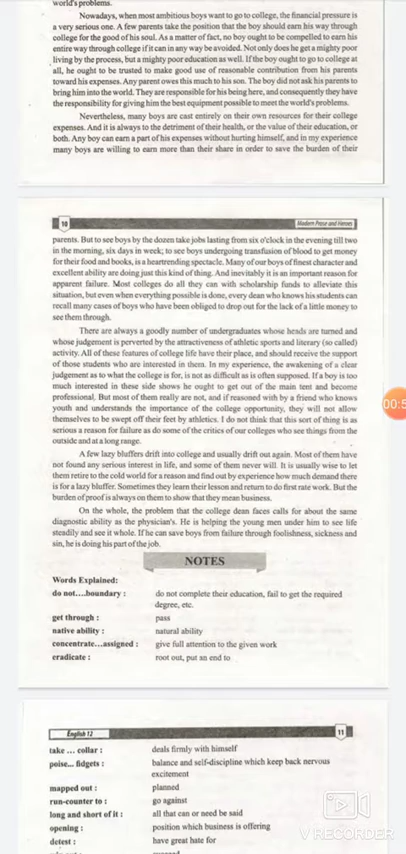 world's problems.
Nowadays, when most ambitious boys want to go to college, the financial pressure is
a very serious one. A few parents take the position that the boy should earn his way through
college for the good of his soul. As a matter of fact, no boy ought to be compelled to earn his
entire way through college if it can in any way be avoided. Not only does he get a mighty poor
living by the process, but a mighty poor education as well. If the boy ought to go to college at
all, he ought to be trusted to make good use of reasonable contribution from his parents
toward his expenses. Any parent owes this much to his son. The boy did not ask his parents to
bring him into the world. They are responsible for his being here, and consequently they have
the responsibility for giving him the best equipment possible to meet the world's problems.
Nevertheless, many boys are cast entirely on their own resources for their college
expenses. And it is always to the detriment of their health, or the value of their education, or
both. Any boy can earn a part of his expenses without hurting himself, and in my experience
many boys are willing to earn more than their share in order to save the burden of their
10
Modern Prose and Heroes
parents. But to see boys by the dozen take jobs lasting from six o'clock in the evening till two
in the morning, six days in week; to see boys undergoing transfusion of blood to get money
for their food and books, is a heartrending spectacle. Many of our boys of finest character and
excellent ability are doing just this kind of thing. And inevitably it is an important reason for
apparent failure. Most colleges do all they can with scholarship funds to alleviate this
situation, but even when everything possible is done, every dean who knows his students can
recall many cases of boys who have been obliged to drop out for the lack of a little money to
see them through.
There are always a goodly number of undergraduates whose heads are turned and
whose judgement is perverted by the attractiveness of athletic sports and literary (so called)
activity. All of these features of college life have their place, and should receive the support
of those students who are interested in them. In my experience, the awakening of a clear
judgement as to what the college is for, is not as difficult as is often supposed. If a boy is too
much interested in these side shows he ought to get out of the main tent and become
professional. But most of them really are not, and if reasoned with by a friend who knows
youth and understands the importance of the college opportunity, they will not allow
themselves to be swept off their feet by athletics. I do not think that this sort of thing is as
serious a reason for failure as do some of the critics of our colleges who see things from the
outside and at a long range.
A few lazy bluffers drift into college and usually drift out again. Most of them have
not found any serious interest in life, and some of them never will. It is usually wise to let
them retire to the cold world for a reason and find out by experience how much demand there
is for a lazy bluffer. Sometimes they learn their lesson and return to do first rate work. But the
burden of proof is always on them to show that they mean business.
On the whole, the problem that the college dean faces calls for about the same
diagnostic ability as the physician's. He is helping the young men under him to see life
steadily and see it whole. If he can save boys from failure through foolishness, sickness and
sin, he is doing his part of the job.
NOTES
Words Explained:
do not....boundary : do not complete their education, fail to get the required
degree, etc.
get through : pass
native ability : natural ability
concentrate...assigned : give full attention to the given work
eradicate : root out, put an end to
English 12
11
take ... collar : deals firmly with himself
poise... fidgets : balance and self-discipline which keep back nervous
excitement
mapped out : planned
run-counter to : go against
long and short of it : all that can or need be said
opening : position which business is offering
detest : have great hate for
00:5
V RECORDER